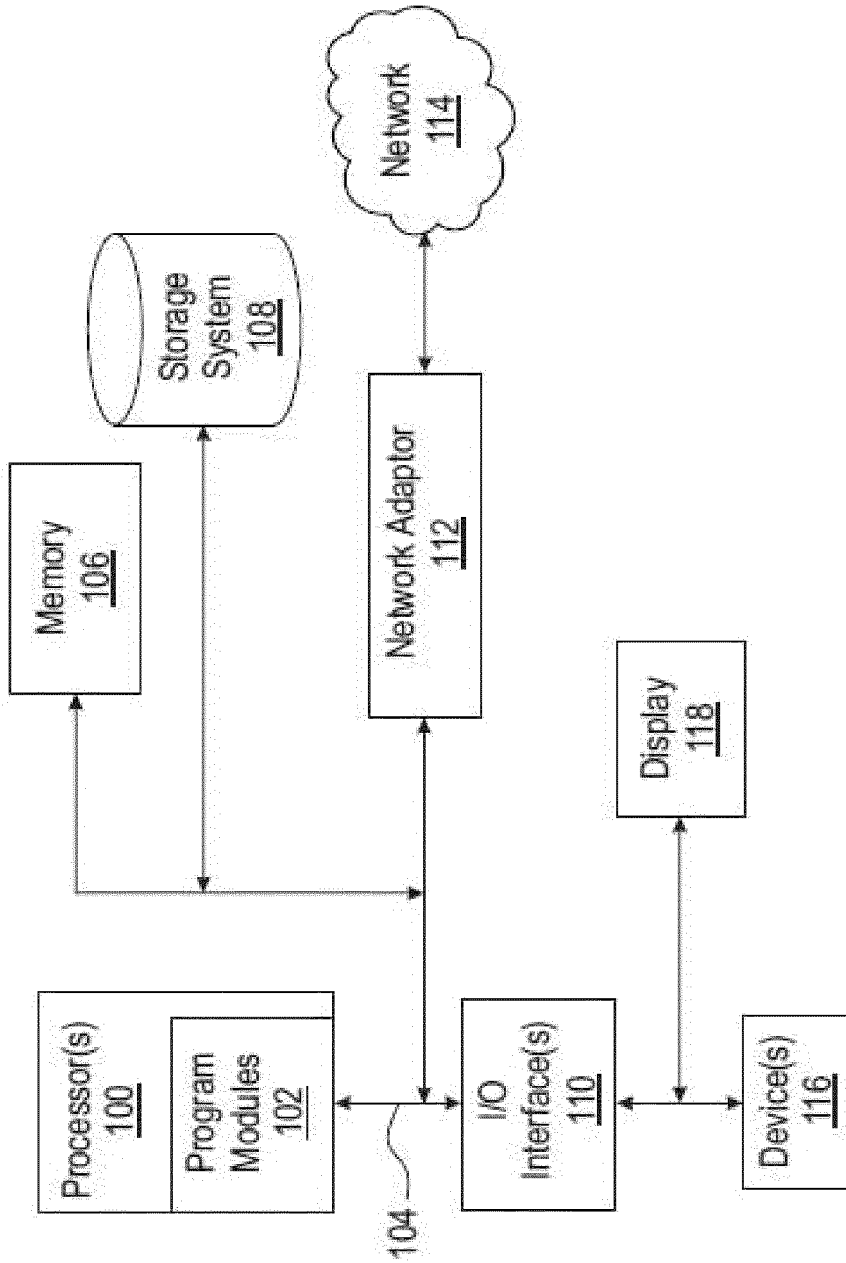 Processor(s)
100
Program
Modules
102
104
I/O
Interface(s)
110
Device(s)
116
Display
118
Memory
106
Storage
System
108
Network Adaptor
112
Network
114